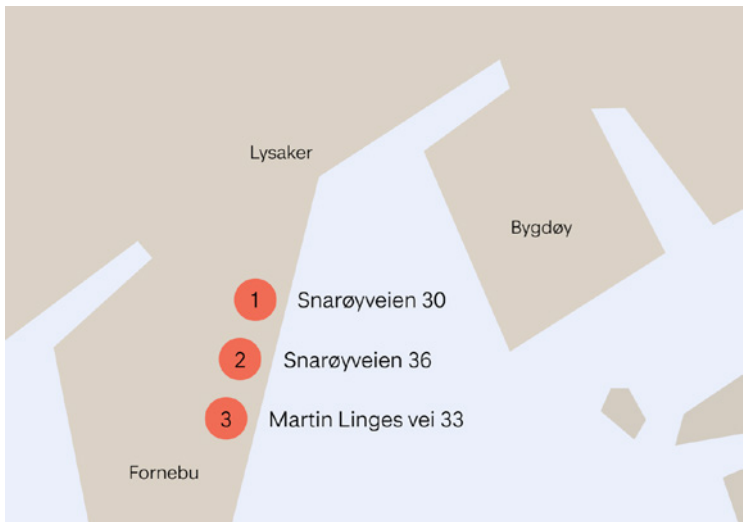 Lysaker
Bygdøy
1 Snarøyveien 30
2 Snarøyveien 36
3 Martin Linges vei 33
Fornebu